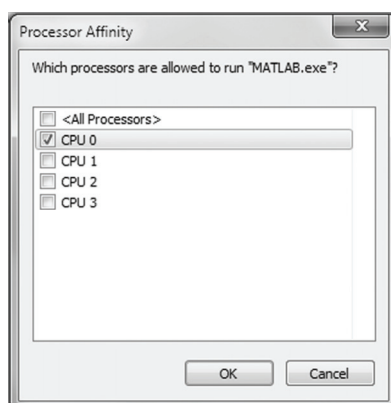 Processor Affinity
Which processors are allowed to run "MATLAB.exe"?
<All Processors>
CPU 0
CPU 1
CPU 2
CPU 3
OK Cancel